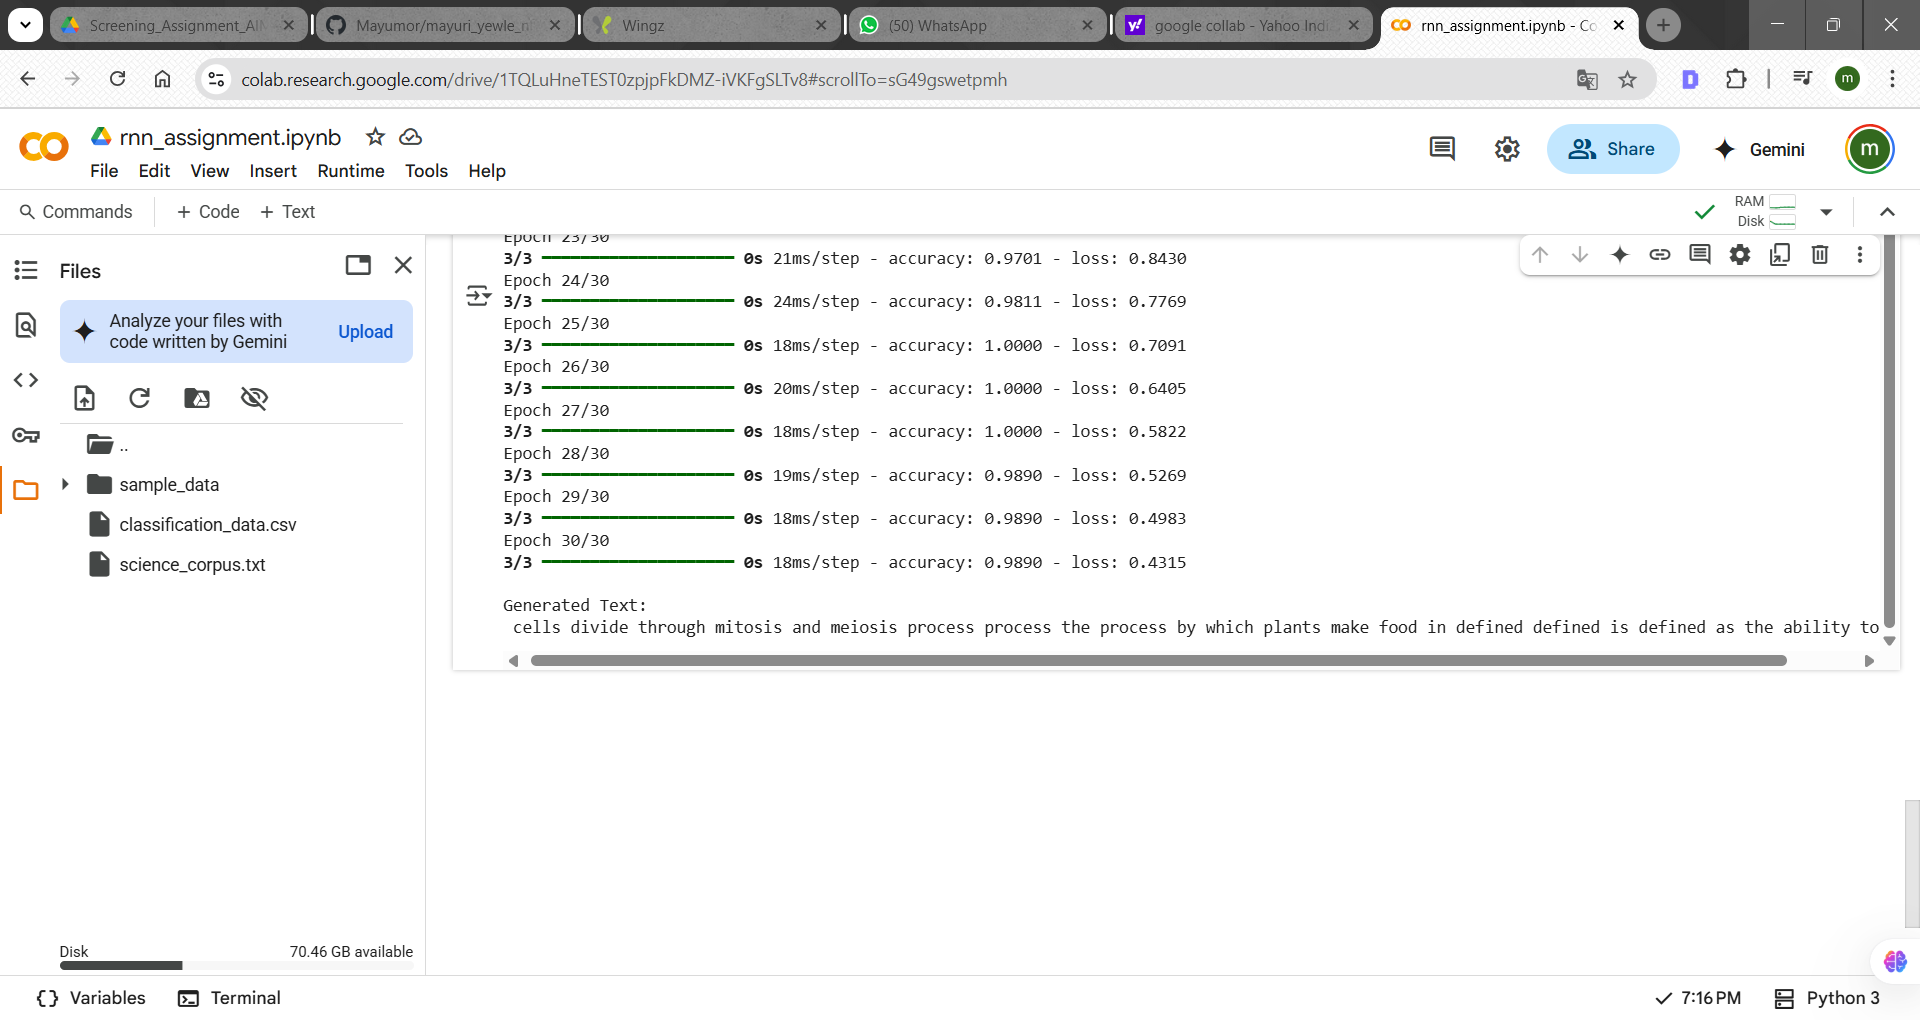 Screening_Assignment_AIM
Mayumor/mayuri_yewle_m
Wingz
(50) WhatsApp
google collab - Yahoo Indi
rnn_assignment.ipynb - Co
colab.research.google.com/drive/1TQLuHneTEST0zpjpFkDMZ-iVKFgSLTv8#scrollTo=sG49gswetpmh
m
rnn_assignment.ipynb
File Edit View Insert Runtime Tools Help
Share
Gemini
m
Commands + Code + Text
RAM
Disk
Files
Analyze your files with
code written by Gemini
Upload
..
sample_data
classification_data.csv
science_corpus.txt
Disk 70.46 GB available
Epoch 23/30
3/3 0s 21ms/step - accuracy: 0.9701 - loss: 0.8430
Epoch 24/30
3/3 0s 24ms/step - accuracy: 0.9811 - loss: 0.7769
Epoch 25/30
3/3 0s 18ms/step - accuracy: 1.0000 - loss: 0.7091
Epoch 26/30
3/3 0s 20ms/step - accuracy: 1.0000 - loss: 0.6405
Epoch 27/30
3/3 0s 18ms/step - accuracy: 1.0000 - loss: 0.5822
Epoch 28/30
3/3 0s 19ms/step - accuracy: 0.9890 - loss: 0.5269
Epoch 29/30
3/3 0s 18ms/step - accuracy: 0.9890 - loss: 0.4983
Epoch 30/30
3/3 0s 18ms/step - accuracy: 0.9890 - loss: 0.4315
Generated Text:
cells divide through mitosis and meiosis process process the process by which plants make food in defined defined is defined as the ability to
Variables
Terminal
7:16 PM
Python 3